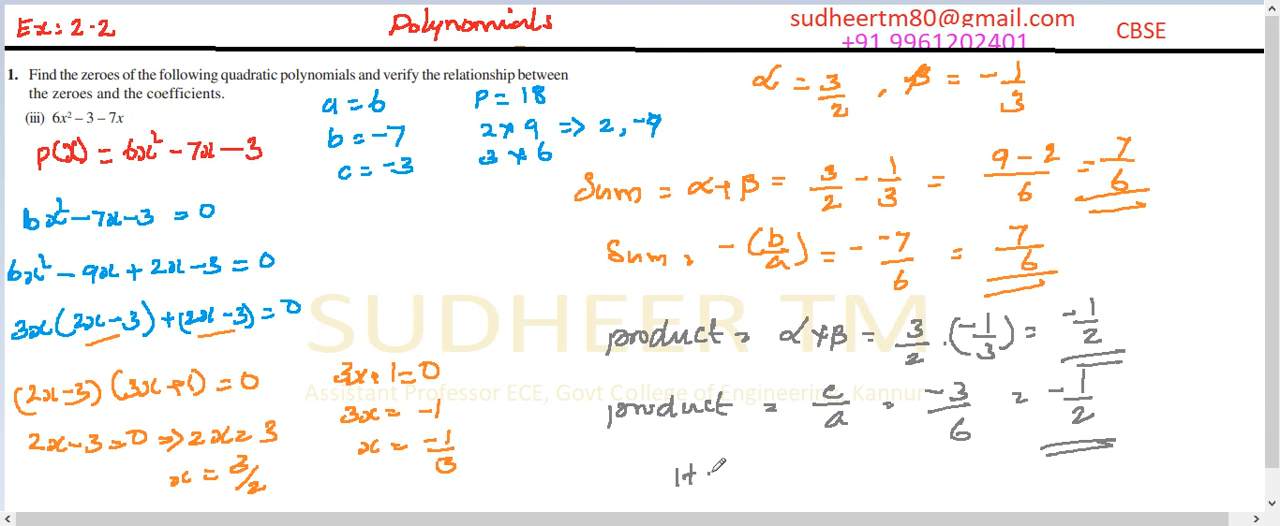 Ex: 2.2
Polynomials
sudheertm80@gmail.com
+91 9961202401
CBSE
1. Find the zeroes of the following quadratic polynomials and verify the relationship between
the zeroes and the coefficients.
(iii) 6x² – 3 – 7x
p(x) = 6x² - 7x - 3
a = 6
b = -7
c = -3
P = 18
2 * 9 => 2, -9
3 * 6
6x² - 7x - 3 = 0
6x² - 9x + 2x - 3 = 0
3x(2x - 3) + (2x - 3) = 0
(2x - 3) (3x + 1) = 0
2x - 3 = 0 => 2x = 3
x = 3/2
3x + 1 = 0
3x = -1
x = -1/3
α = 3/2 , β = -1/3
Sum = α + β = 3/2 - 1/3 = (9 - 2)/6 = 7/6
Sum = -(b/a) = - -7/6 = 7/6
product = α * β = 3/2 . (-1/3) = -1/2
product = c/a = -3/6 = -1/2
SUDHEER TM
Assistant Professor ECE, Govt College of Engineering, Kannur